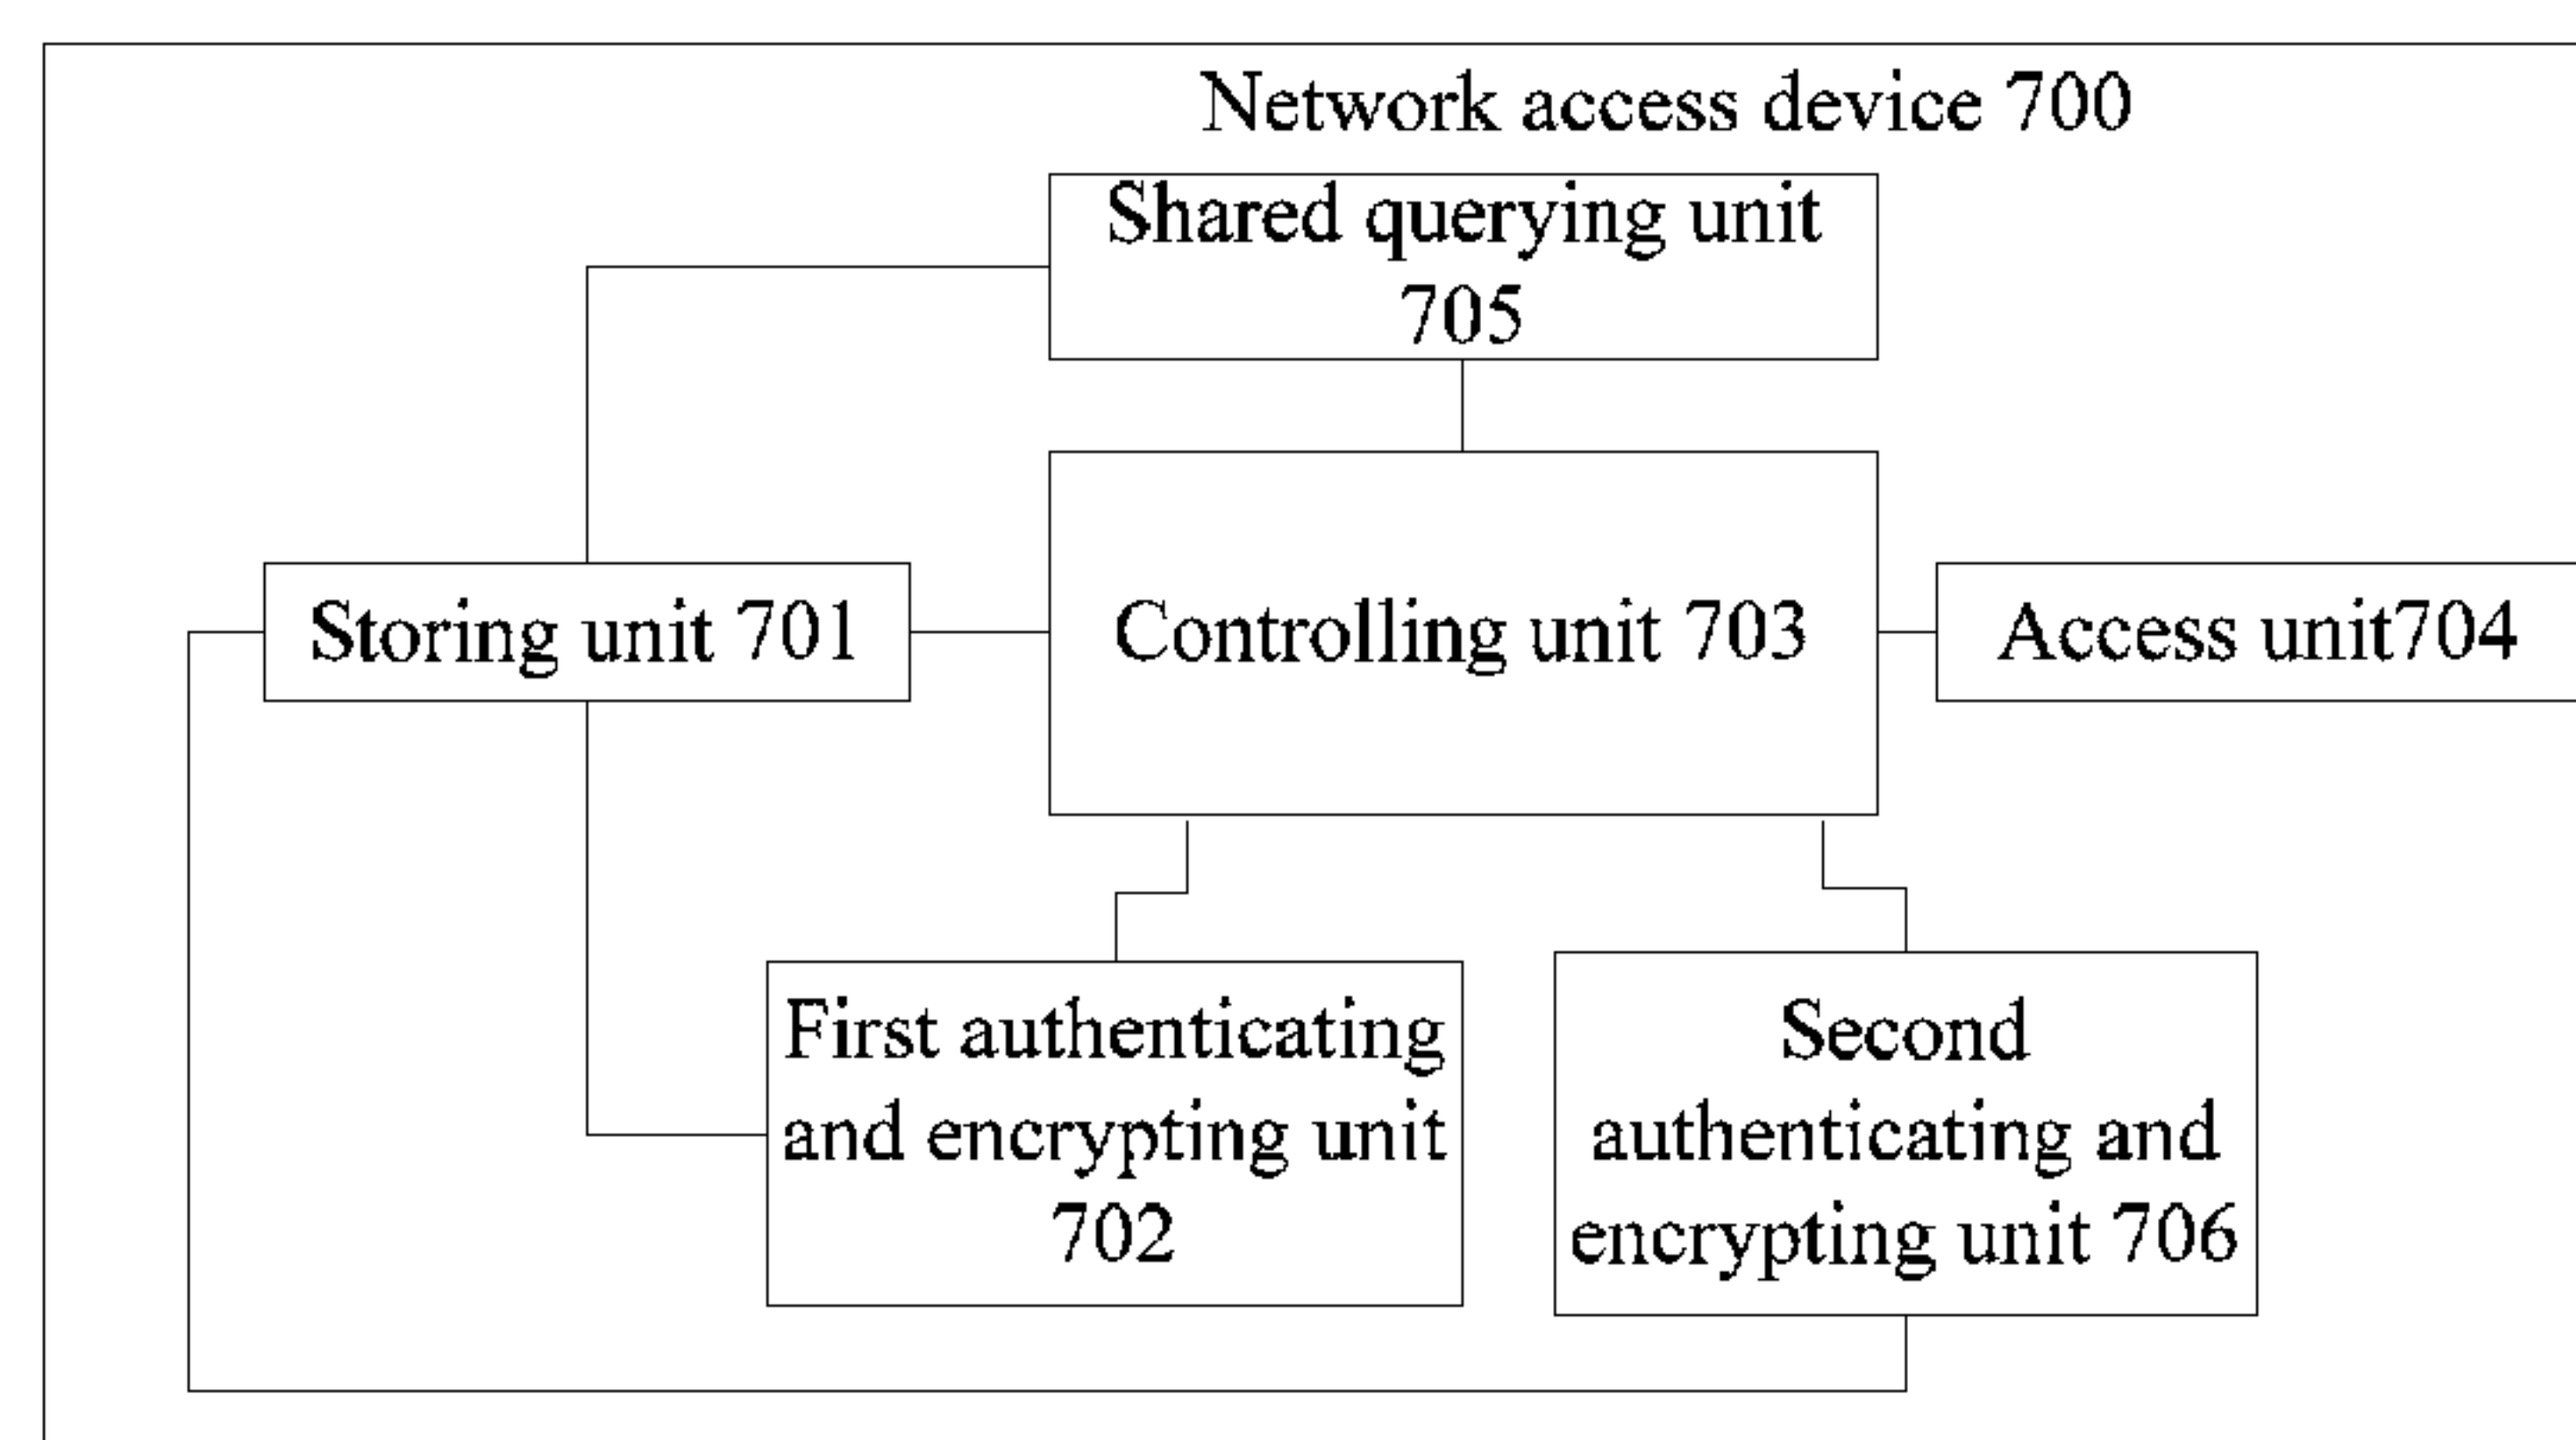 Network access device 700
Shared querying unit
705
Storing unit 701
Controlling unit 703
Access unit704
First authenticating
and encrypting unit
702
Second
authenticating and
encrypting unit 706